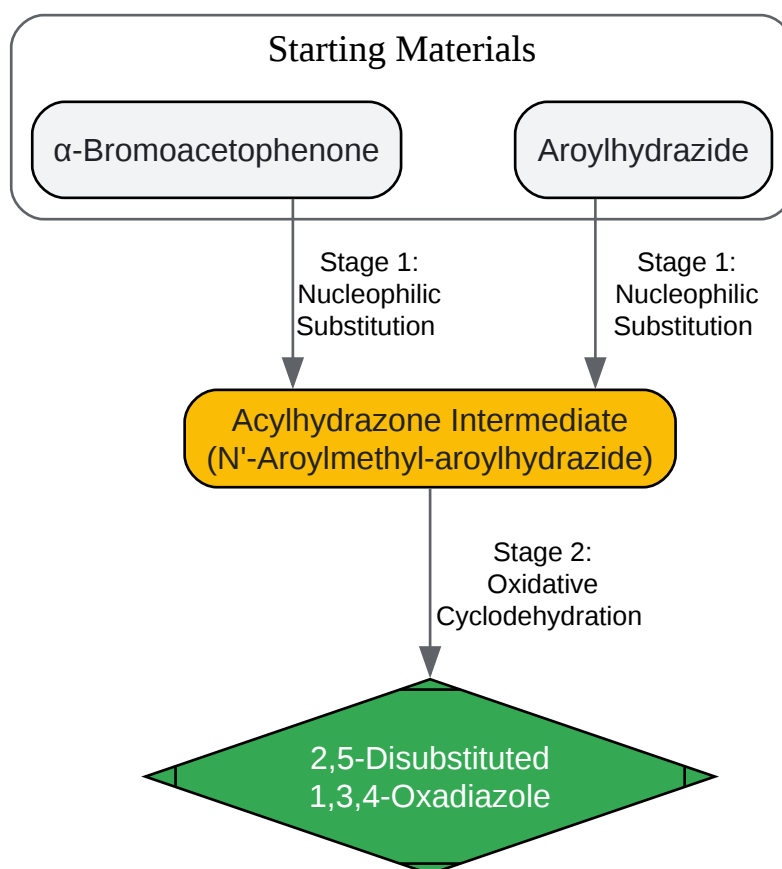 Starting Materials
α-Bromoacetophenone
Aroylhydrazide
Stage 1:
Nucleophilic
Substitution
Stage 1:
Nucleophilic
Substitution
Acylhydrazone Intermediate
(N'-Aroylmethyl-aroylhydrazide)
Stage 2:
Oxidative
Cyclodehydration
2,5-Disubstituted
1,3,4-Oxadiazole